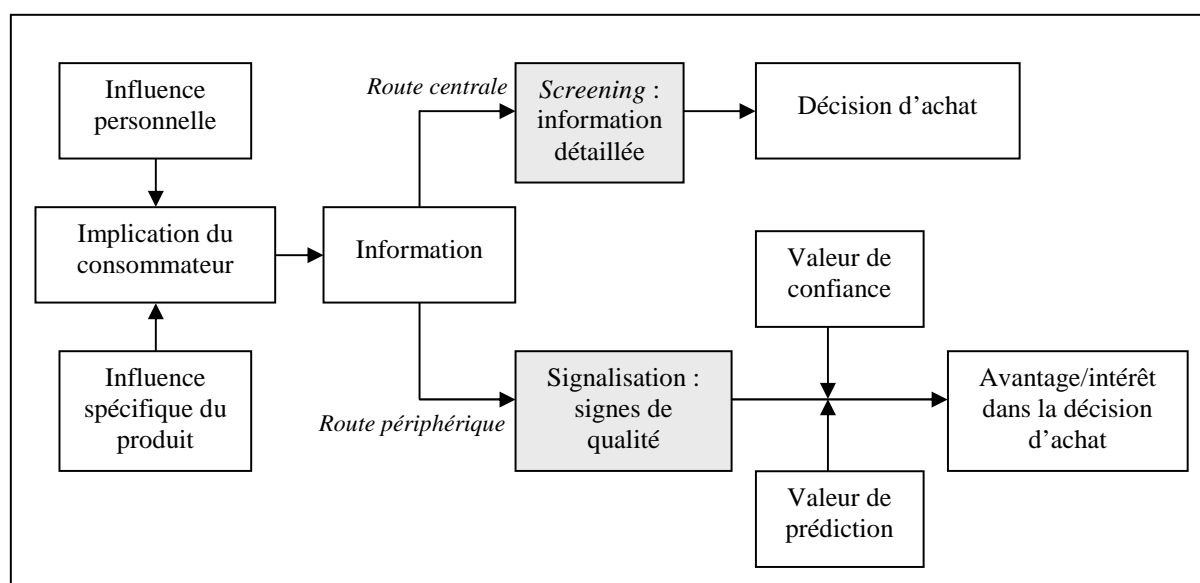 Influence
personnelle
Implication du
consommateur
Influence
spécifique du
produit
Information
Route centrale
Screening :
information
détaillée
Décision d’achat
Route périphérique
Signalisation :
signes de
qualité
Valeur de
confiance
Valeur de
prédiction
Avantage/intérêt
dans la décision
d’achat